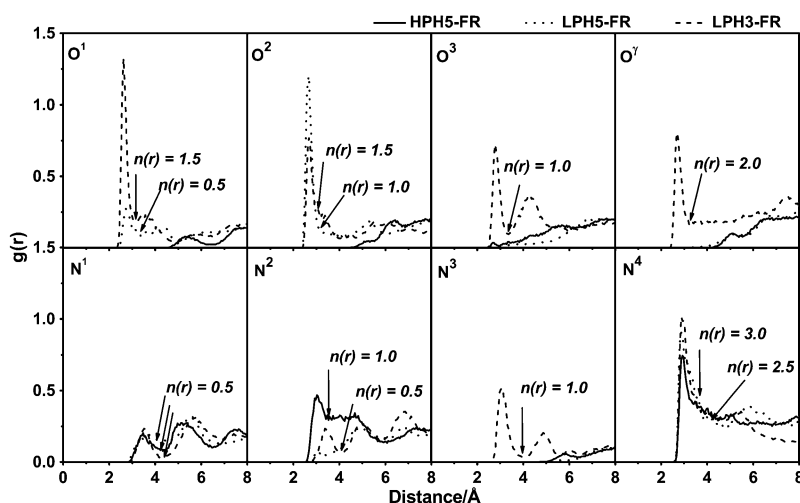 HPH5-FR LPH5-FR LPH3-FR
1.5 O¹ O² O³ Oᵞ
1.0
n(r) = 1.5 n(r) = 1.5 n(r) = 1.0 n(r) = 2.0
n(r) = 0.5 n(r) = 1.0
0.5
g(r)
1.5
N¹ N² N³ N⁴
1.0
n(r) = 3.0
n(r) = 1.0
n(r) = 2.5
n(r) = 0.5 n(r) = 0.5 n(r) = 1.0
0.5
0.0
0 2 4 6 8 2 4 6 8 2 4 6 8 2 4 6 8
Distance/Å